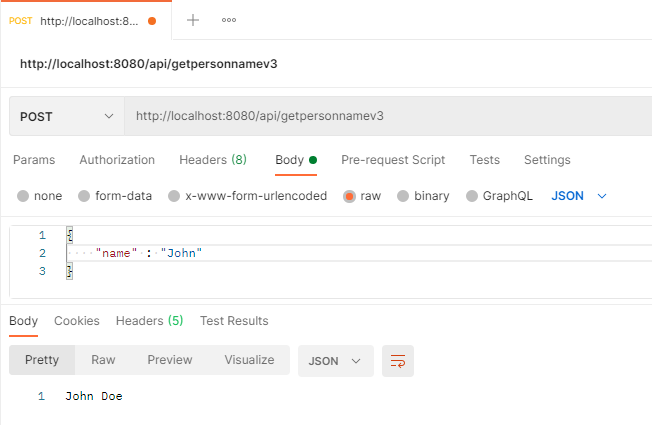 POST http://localhost:8... + ooo
http://localhost:8080/api/getpersonnamev3
POST http://localhost:8080/api/getpersonnamev3
Params Authorization Headers (8) Body Pre-request Script Tests Settings
none form-data x-www-form-urlencoded raw binary GraphQL JSON
1 {
2 "name" : "John"
3 }
Body Cookies Headers (5) Test Results
Pretty Raw Preview Visualize JSON
1 John Doe